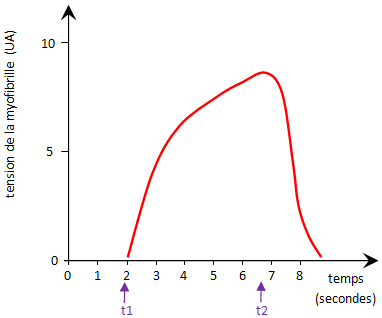 tension de la myofibrille (UA)
10
5
0
0 1 2 3 4 5 6 7 8
temps
(secondes)
t1
t2